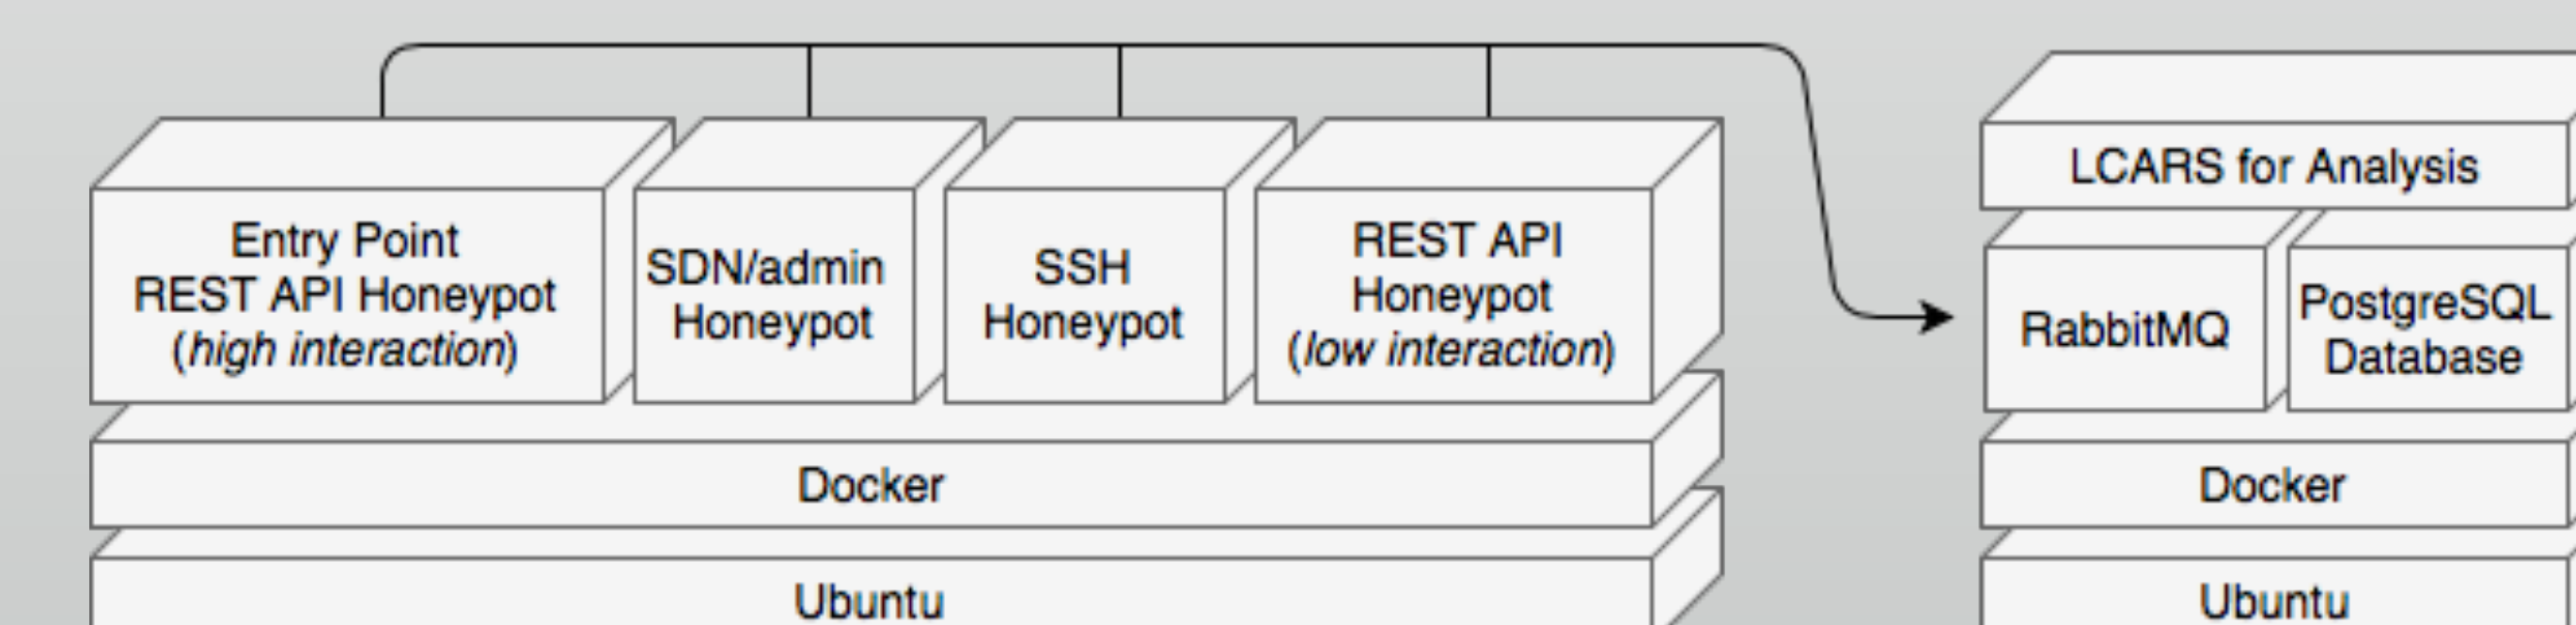 Entry Point
REST API Honeypot
(high interaction)
SDN/admin
Honeypot
SSH
Honeypot
REST API
Honeypot
(low interaction)
Docker
Ubuntu
LCARS for Analysis
RabbitMQ
PostgreSQL
Database
Docker
Ubuntu